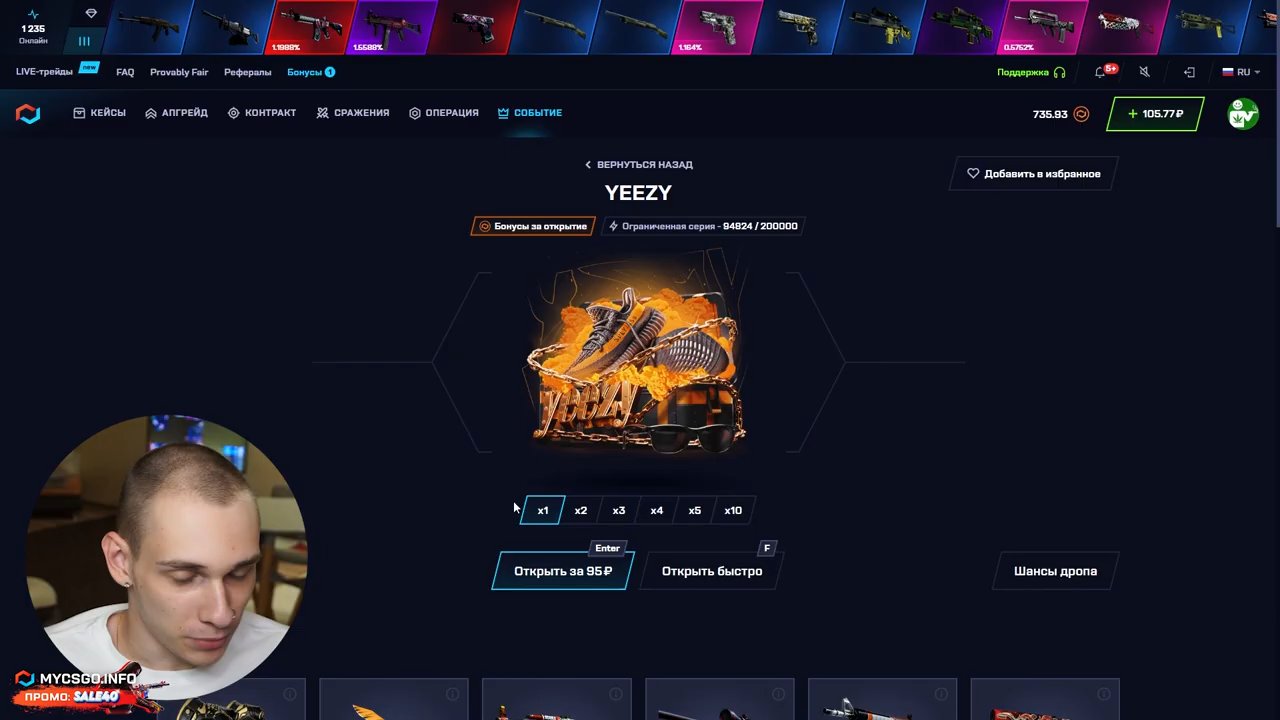 1 235
Онлайн
1.1988%
1.5588%
1.164%
0.5752%
LIVE-трейды
new
FAQ
Provably Fair
Рефералы
Бонусы 1
Поддержка
5+
RU
КЕЙСЫ
АПГРЕЙД
КОНТРАКТ
СРАЖЕНИЯ
ОПЕРАЦИЯ
СОБЫТИЕ
735.93
+ 105.77₽
ВЕРНУТЬСЯ НАЗАД
Добавить в избранное
YEEZY
Бонусы за открытие
Ограниченная серия - 94824 / 200000
yeezy
x1
x2
x3
x4
x5
x10
Enter
F
Открыть за 95₽
Открыть быстро
Шансы дропа
MYCSGO.INFO
ПРОМО: SALE40